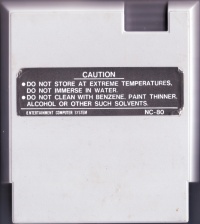 CAUTION
●DO NOT STORE AT EXTREME TEMPERATURES.
DO NOT IMMERSE IN WATER.
●DO NOT CLEAN WITH BENZENE, PAINT THINNER,
ALCOHOL OR OTHER SUCH SOLVENTS.
ENTERTAINMENT COMPUTER SYSTEM NC-80